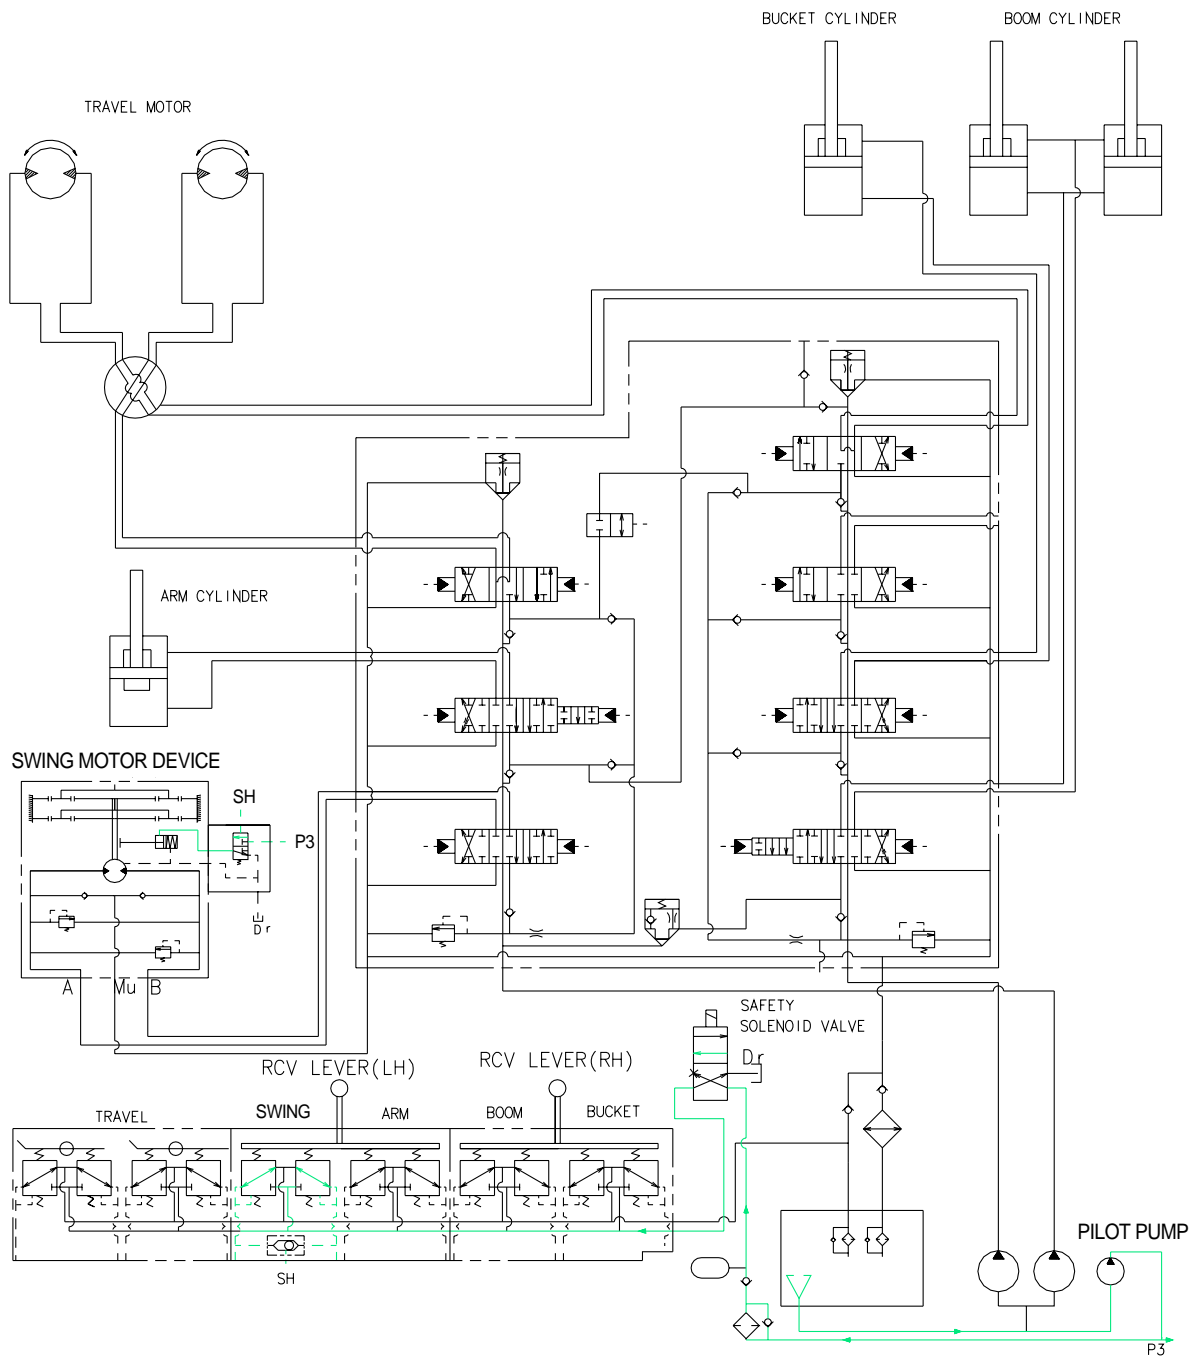 BUCKET CYLINDER
BOOM CYLINDER
TRAVEL MOTOR
ARM CYLINDER
SWING MOTOR DEVICE
SH
P3
Dr
A
Mu
B
SAFETY
SOLENOID VALVE
Dr
RCV LEVER(LH)
RCV LEVER(RH)
TRAVEL
SWING
ARM
BOOM
BUCKET
SH
PILOT PUMP
P3